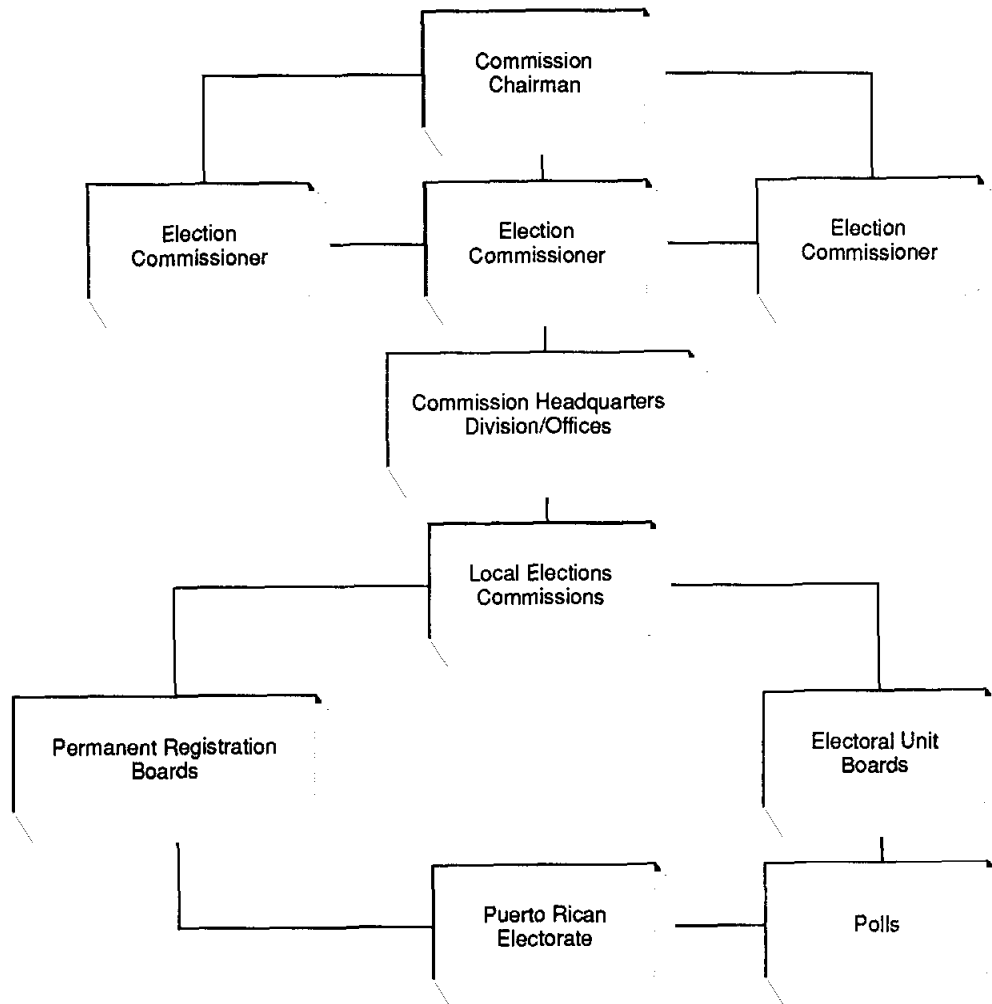 Commission
Chairman
Election
Commissioner
Election
Commissioner
Election
Commissioner
Commission Headquarters
Division/Offices
Local Elections
Commissions
Permanent Registration
Boards
Electoral Unit
Boards
Puerto Rican
Electorate
Polls